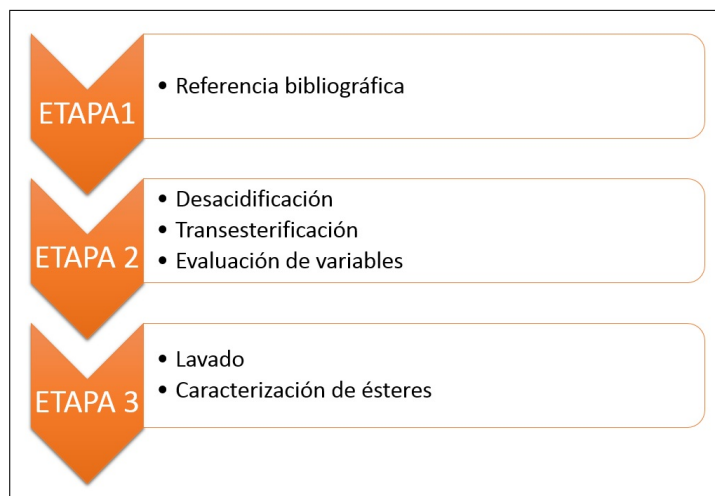 ETAPA1
• Referencia bibliográfica
ETAPA 2
• Desacidificación
• Transesterificación
• Evaluación de variables
ETAPA 3
• Lavado
• Caracterización de ésteres